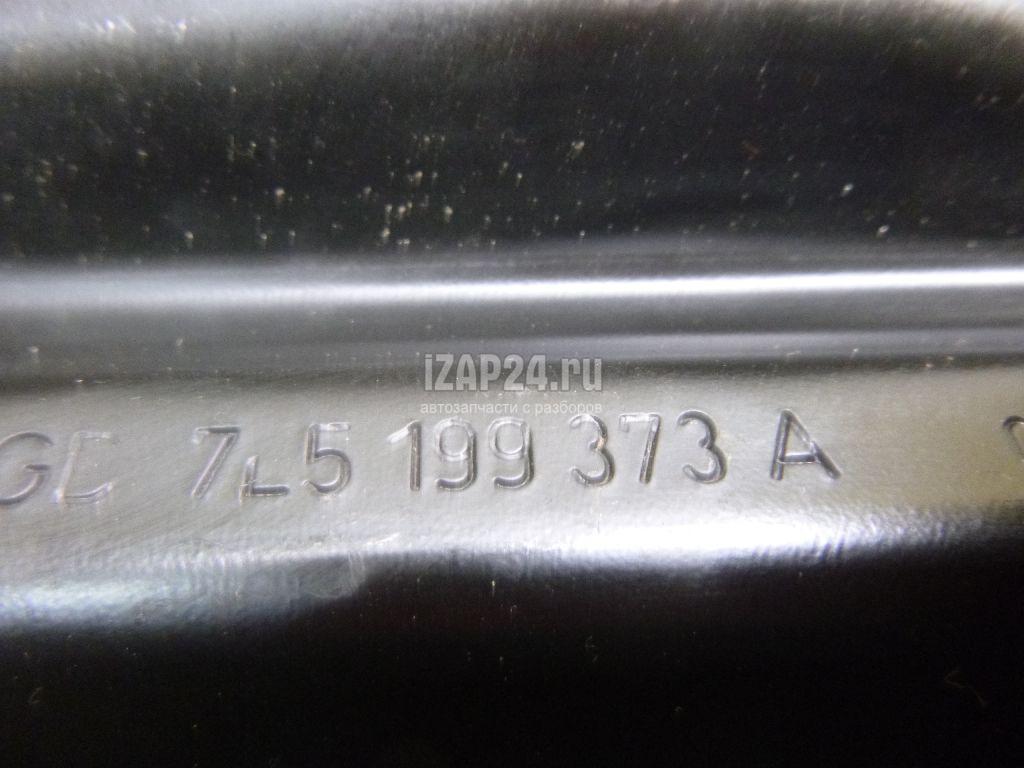 iZAP24.ru
автозапчасти с разборов
7L5 199 373 A